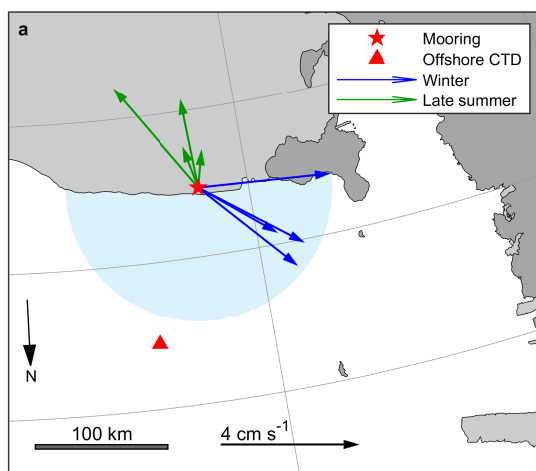 a
Mooring
Offshore CTD
Winter
Late summer
N
100 km
4 cm s⁻¹